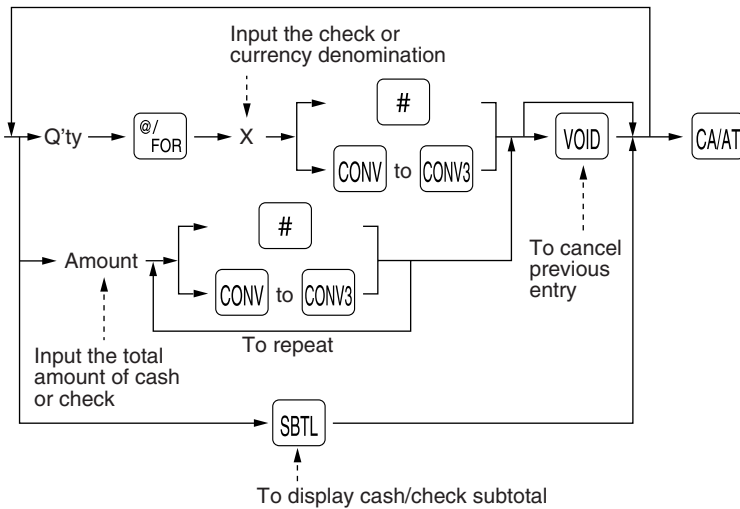 Input the check or
currency denomination
#
Q'ty
@/
FOR
X
VOID
CA/AT
CONV to CONV3
#
To cancel
previous
entry
Amount
CONV to CONV3
To repeat
Input the total
amount of cash
or check
SBTL
To display cash/check subtotal